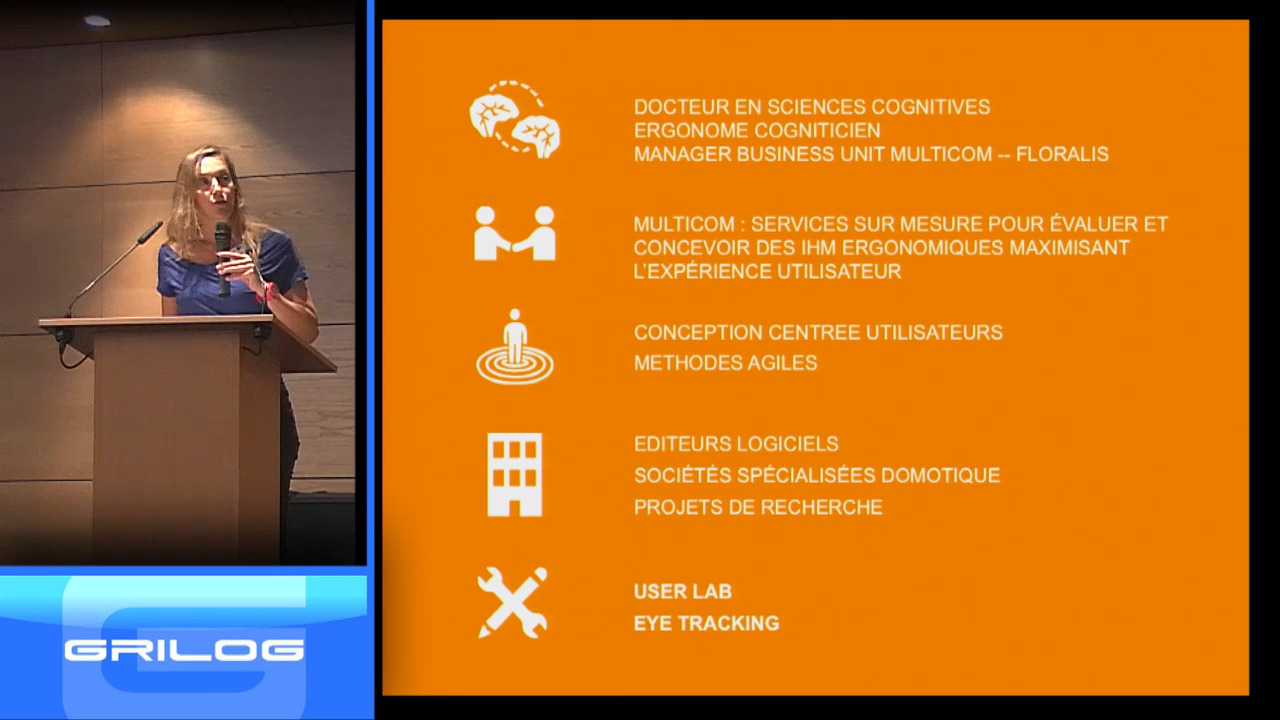 DOCTEUR EN SCIENCES COGNITIVES
ERGONOME COGNITICIEN
MANAGER BUSINESS UNIT MULTICOM -- FLORALIS
MULTICOM : SERVICES SUR MESURE POUR ÉVALUER ET
CONCEVOIR DES IHM ERGONOMIQUES MAXIMISANT
L'EXPÉRIENCE UTILISATEUR
CONCEPTION CENTREE UTILISATEURS
METHODES AGILES
EDITEURS LOGICIELS
SOCIÉTÉS SPÉCIALISÉES DOMOTIQUE
PROJETS DE RECHERCHE
USER LAB
EYE TRACKING
GRILOG